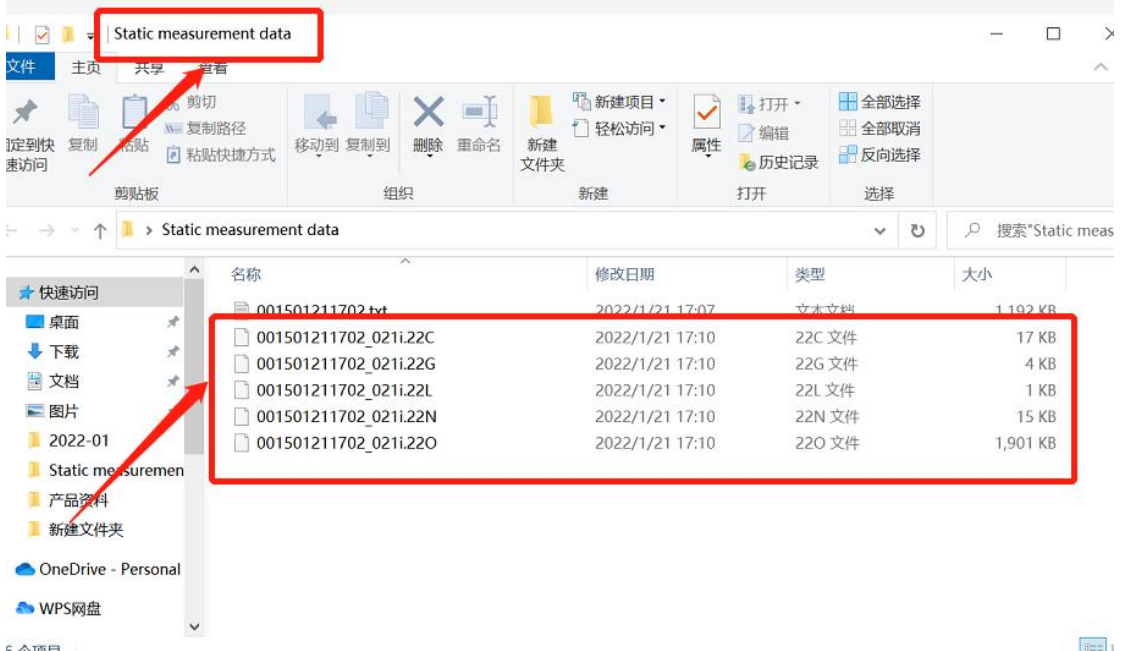 Static measurement data
文件 主页 共享 查看
剪切
复制路径
粘贴快捷方式
复制 粘贴
速访问
剪贴板
移动到 复制到 删除 重命名
组织
新建
文件夹
新建项目
轻松访问
新建
属性
打开
编辑
历史记录
打开
全部选择
全部取消
反向选择
选择
Static measurement data
搜索"Static meas
名称 修改日期 类型 大小
001501211702.txt 2022/1/21 17:07 文本文档 1,192 KB
001501211702_021i.22C 2022/1/21 17:10 22C 文件 17 KB
001501211702_021i.22G 2022/1/21 17:10 22G 文件 4 KB
001501211702_021i.22L 2022/1/21 17:10 22L 文件 1 KB
001501211702_021i.22N 2022/1/21 17:10 22N 文件 15 KB
001501211702_021i.22O 2022/1/21 17:10 22O 文件 1,901 KB
快速访问
桌面
下载
文档
图片
2022-01
Static measuremen
产品资料
新建文件夹
OneDrive - Personal
WPS网盘
个项目